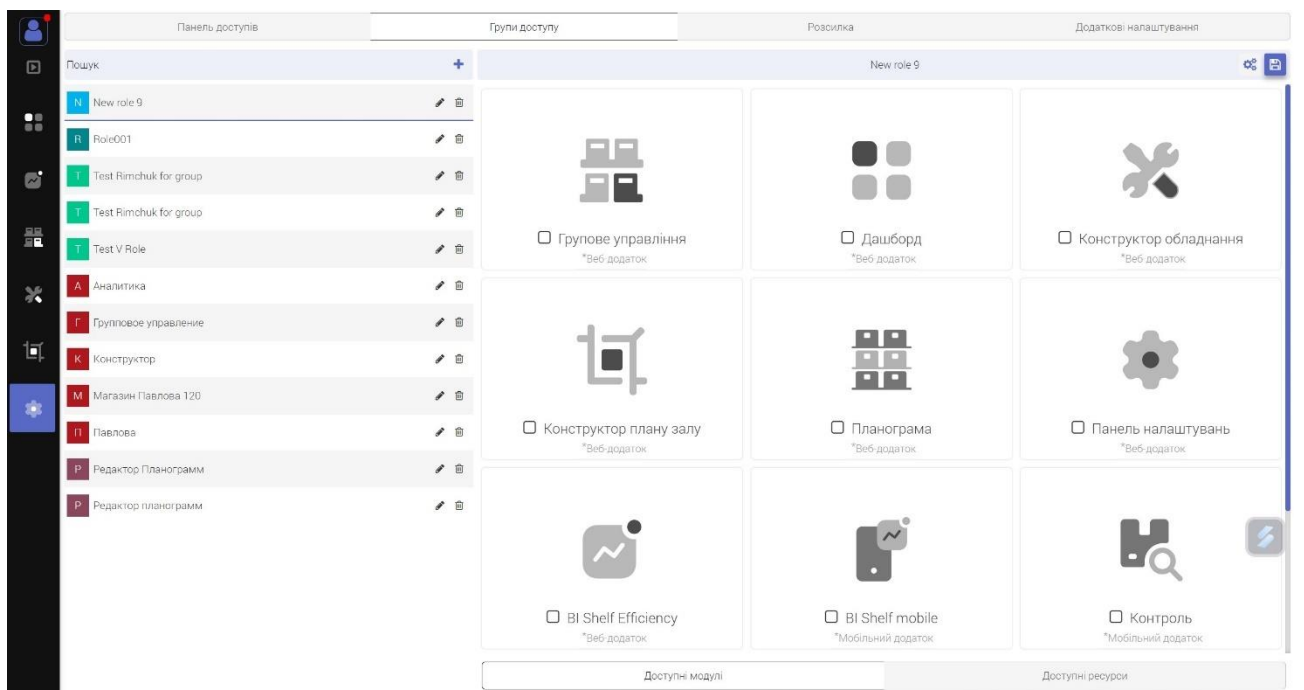 Панель доступів
Групи доступу
Розсилка
Додаткові налаштування
Пошук
New role 9
N New role 9
R Role001
T Test Rimchuk for group
T Test Rimchuk for group
T Test V Role
А Аналитика
Г Групповое управление
К Конструктор
М Магазин Павлова 120
П Павлова
Р Редактор Планограмм
Р Редактор планограмм
Групове управління
*Веб-додаток
Дашборд
*Веб-додаток
Конструктор обладнання
*Веб-додаток
Конструктор плану залу
*Веб-додаток
Планограма
*Веб-додаток
Панель налаштувань
*Веб-додаток
BI Shelf Efficiency
*Веб-додаток
BI Shelf mobile
*Мобільний додаток
Контроль
*Мобільний додаток
Доступні модулі
Доступні ресурси